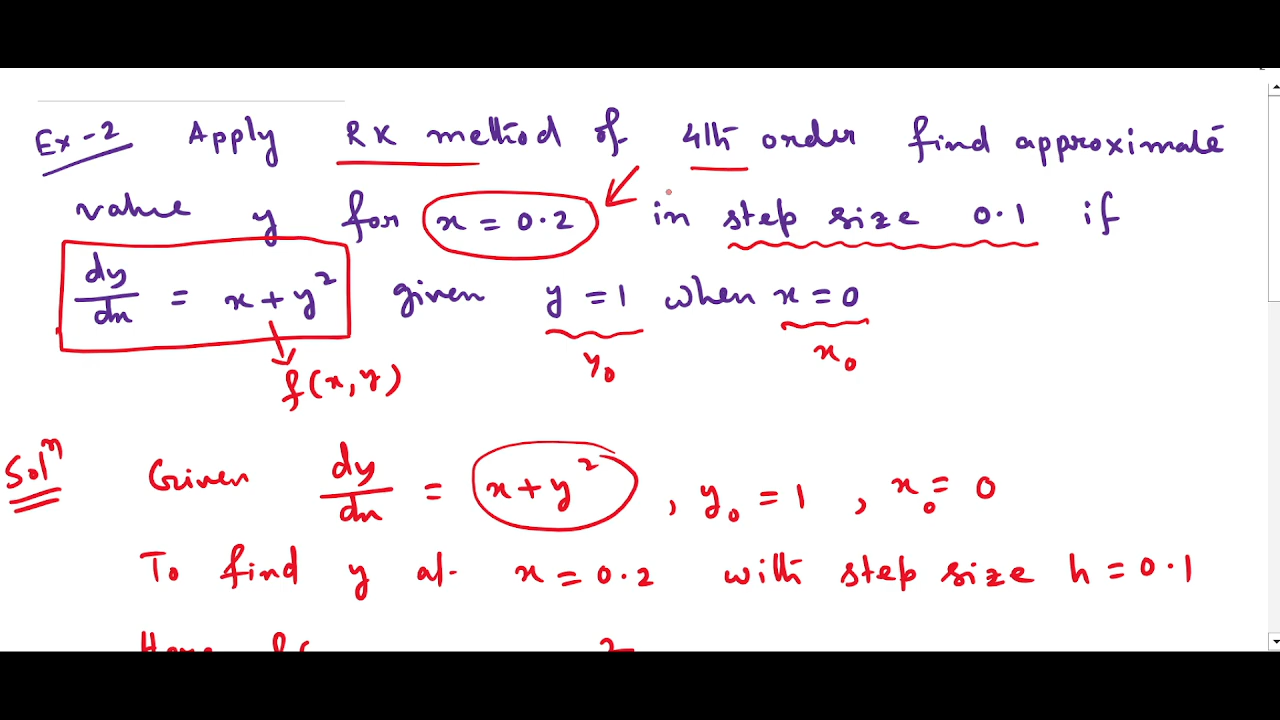 Ex-2 Apply RK method of 4th order find approximate
value y for x = 0.2 in step size 0.1 if
dy/dx = x + y² given y = 1 when x = 0
f(x, y) y₀ x₀
Solⁿ Given dy/dx = x + y² , y₀ = 1 , x₀ = 0
To find y at x = 0.2 with step size h = 0.1